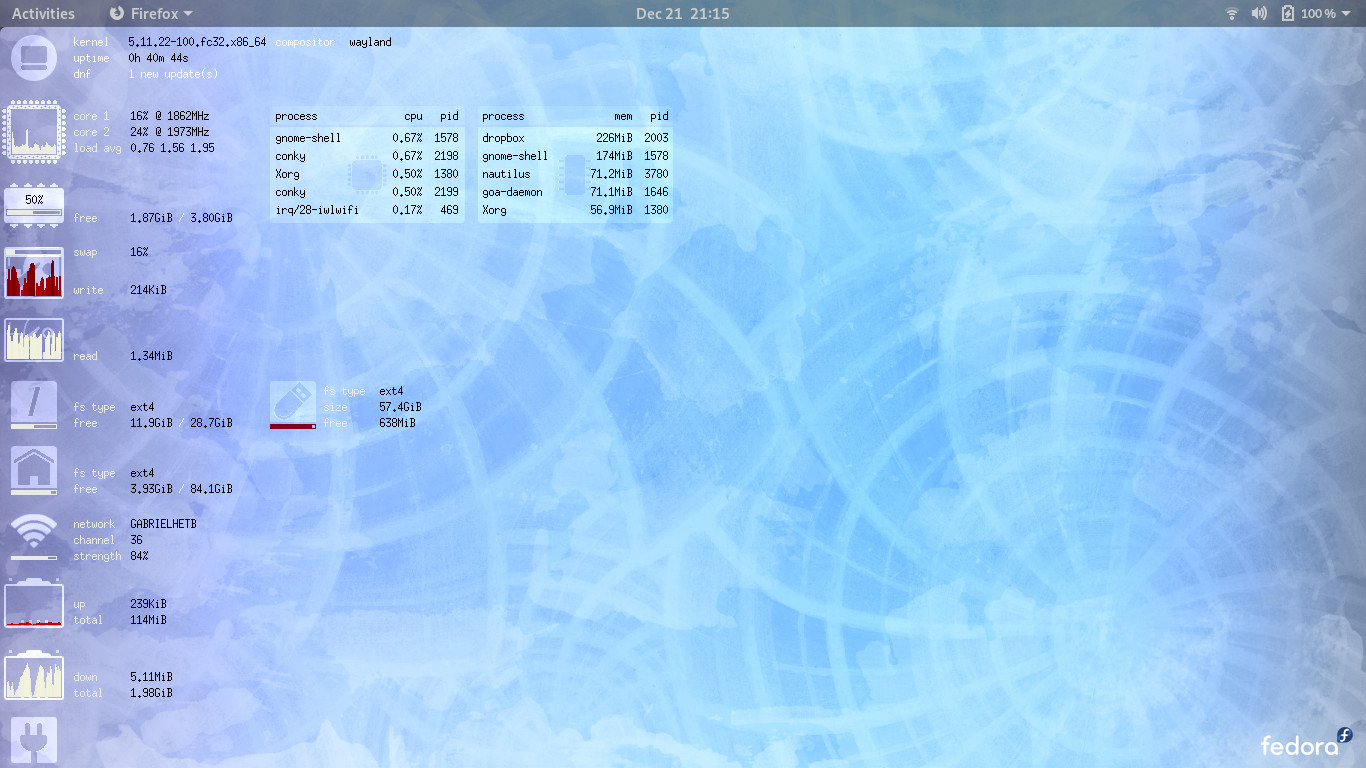 Activities Firefox Dec 21 21:15 100 %
kernel 5.11.22-100.fc32.x86_64 compositor wayland
uptime 0h 40m 44s
dnf 1 new update(s)
core 1 16% @ 1862MHz
core 2 24% @ 1973MHz
load avg 0.76 1.56 1.95
process cpu pid
gnome-shell 0.67% 1578
conky 0.67% 2198
Xorg 0.50% 1380
conky 0.50% 2199
irq/28-iwlwifi 0.17% 469
process mem pid
dropbox 226MiB 2003
gnome-shell 174MiB 1578
nautilus 71.2MiB 3780
goa-daemon 71.1MiB 1646
Xorg 56.9MiB 1380
50%
free 1.87GiB / 3.80GiB
swap 16%
write 214KiB
read 1.34MiB
fs type ext4
free 11.9GiB / 28.7GiB
fs type ext4
size 57.4GiB
free 638MiB
fs type ext4
free 3.93GiB / 84.1GiB
network GABRIELHETB
channel 36
strength 84%
up 239KiB
total 114MiB
down 5.11MiB
total 1.98GiB
fedora